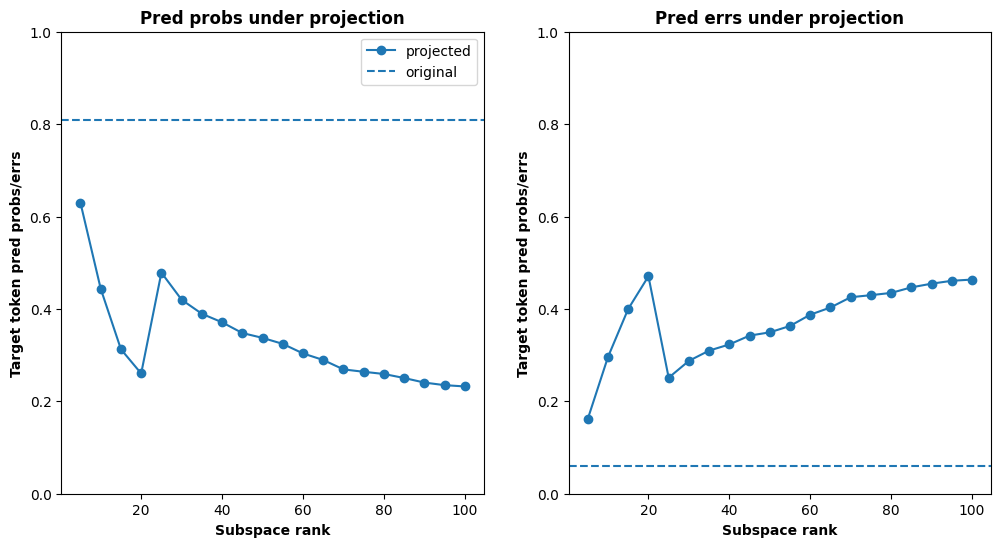 Pred probs under projection
Target token pred probs/errs
1.0
0.8
0.6
0.4
0.2
0.0
projected
original
20 40 60 80 100
Subspace rank
Pred errs under projection
Target token pred probs/errs
1.0
0.8
0.6
0.4
0.2
0.0
20 40 60 80 100
Subspace rank